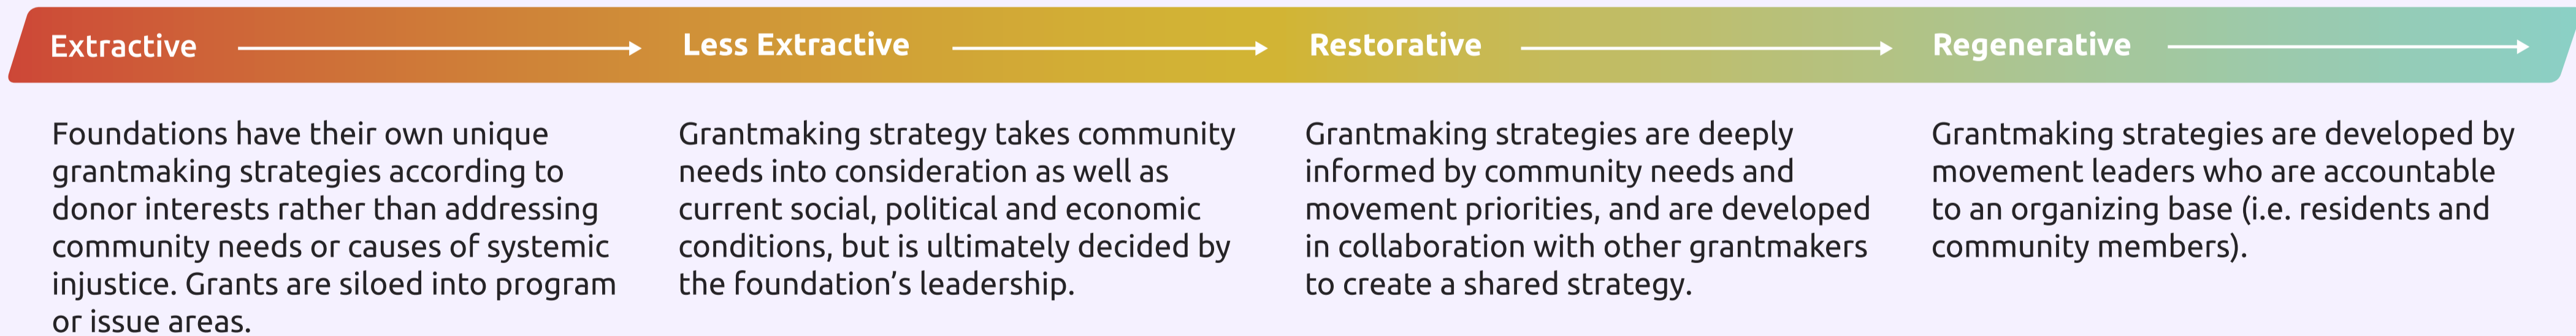 Extractive
Less Extractive
Restorative
Regenerative
Foundations have their own unique
grantmaking strategies according to
donor interests rather than addressing
community needs or causes of systemic
injustice. Grants are siloed into program
or issue areas.
Grantmaking strategy takes community
needs into consideration as well as
current social, political and economic
conditions, but is ultimately decided by
the foundation’s leadership.
Grantmaking strategies are deeply
informed by community needs and
movement priorities, and are developed
in collaboration with other grantmakers
to create a shared strategy.
Grantmaking strategies are developed by
movement leaders who are accountable
to an organizing base (i.e. residents and
community members).